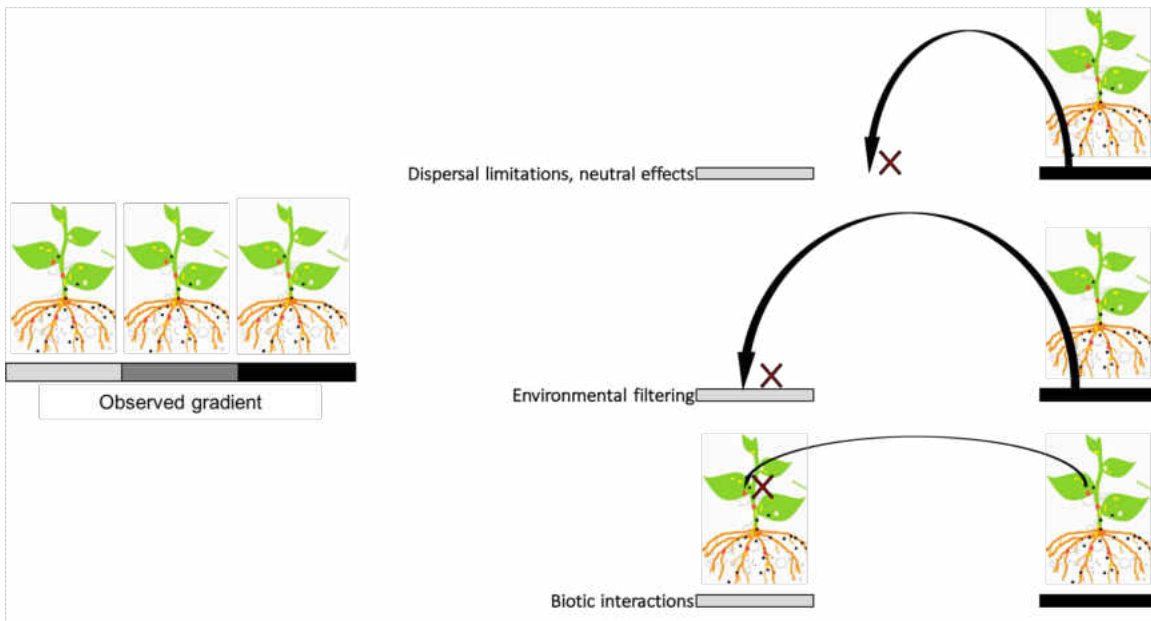 Dispersal limitations, neutral effects
Observed gradient
Environmental filtering
Biotic interactions